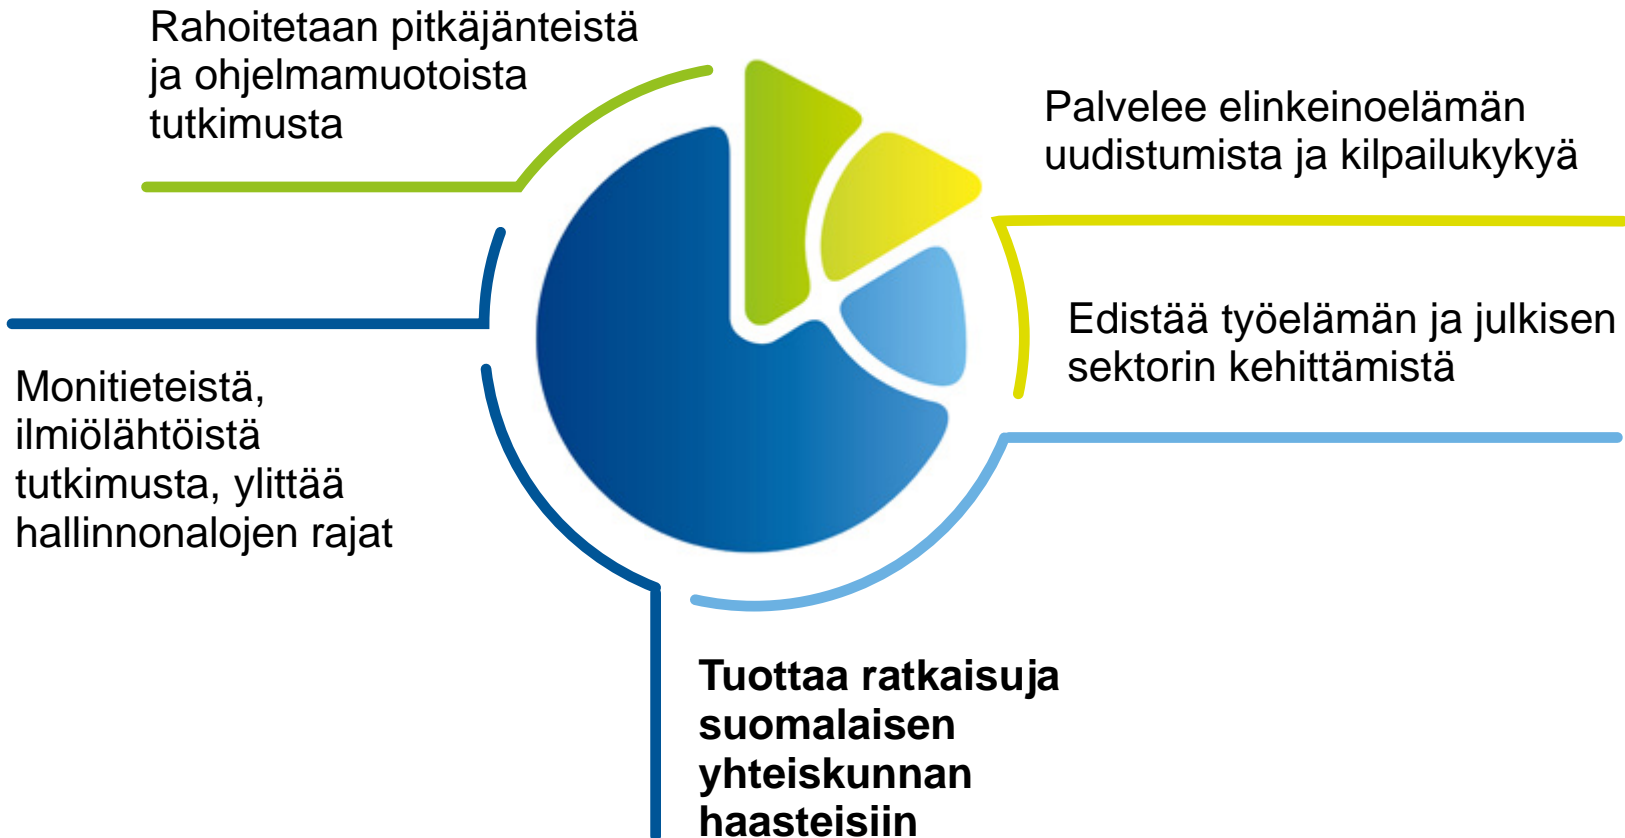 Rahoitetaan pitkäjänteistä
ja ohjelmamuotoista
tutkimusta
Palvelee elinkeinoelämän
uudistumista ja kilpailukykyä
Edistää työelämän ja julkisen
sektorin kehittämistä
Monitieteistä,
ilmiölähtöistä
tutkimusta, ylittää
hallinnonalojen rajat
Tuottaa ratkaisuja
suomalaisen
yhteiskunnan
haasteisiin